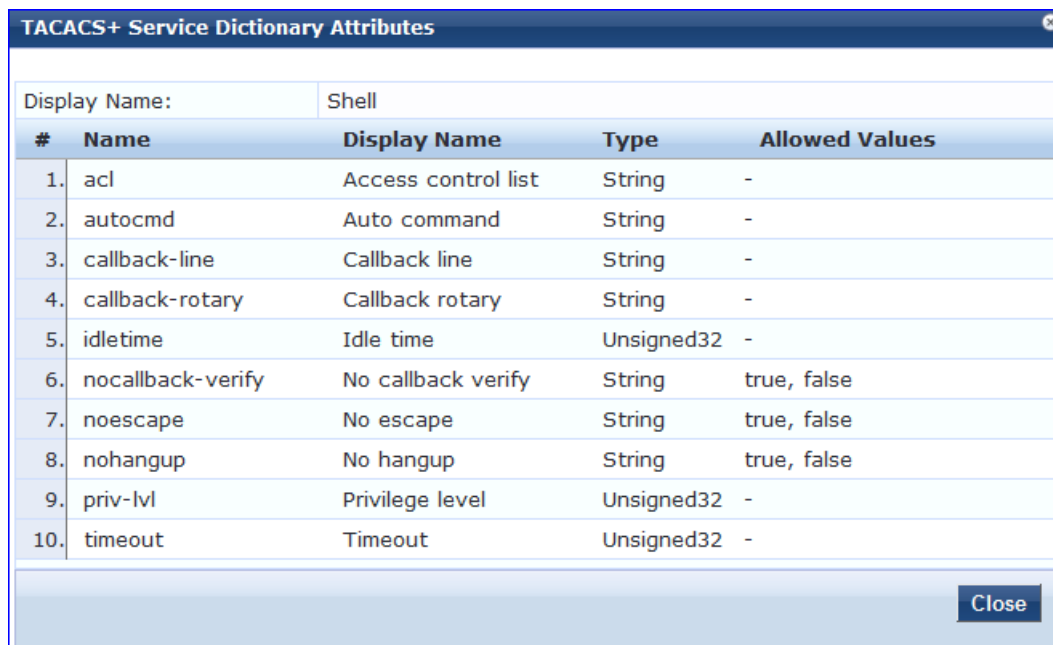 TACACS+ Service Dictionary Attributes
Display Name: Shell
# Name Display Name Type Allowed Values
1. acl Access control list String -
2. autocmd Auto command String -
3. callback-line Callback line String -
4. callback-rotary Callback rotary String -
5. idletime Idle time Unsigned32 -
6. nocallback-verify No callback verify String true, false
7. noescape No escape String true, false
8. nohangup No hangup String true, false
9. priv-lvl Privilege level Unsigned32 -
10. timeout Timeout Unsigned32 -
Close